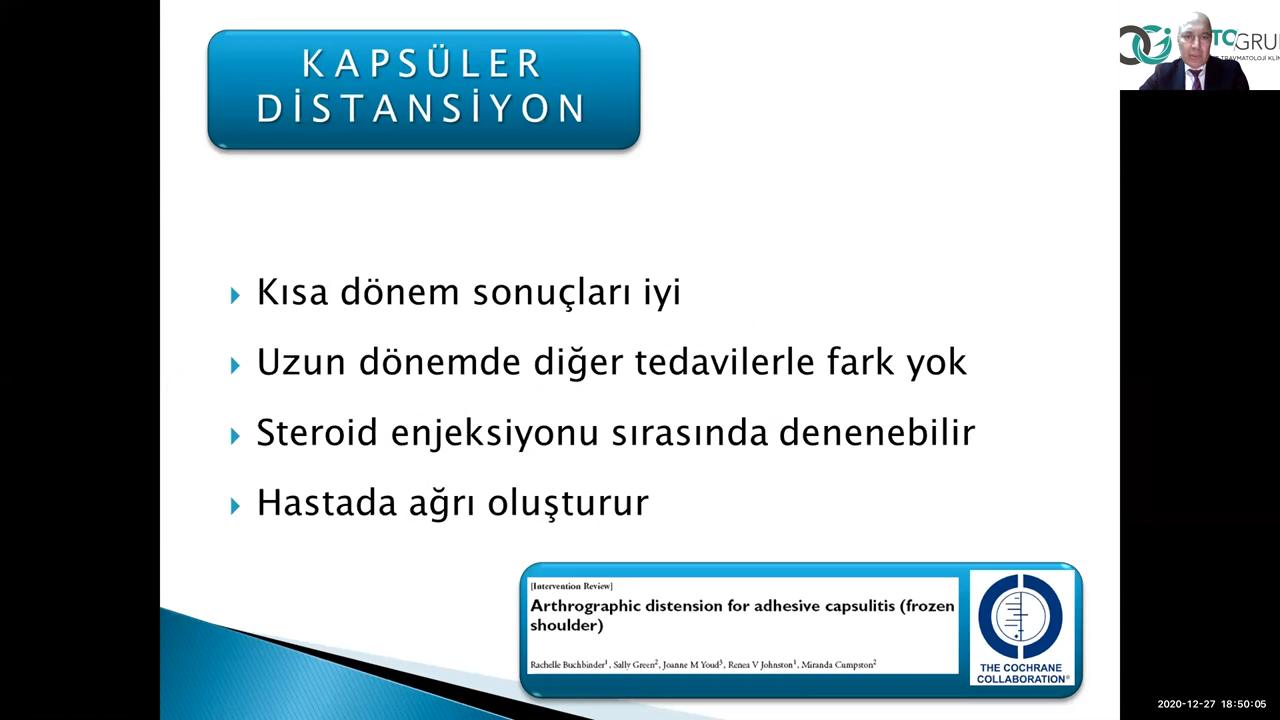 KAPSÜLER
DİSTANSİYON
Kısa dönem sonuçları iyi
Uzun dönemde diğer tedavilerle fark yok
Steroid enjeksiyonu sırasında denenebilir
Hastada ağrı oluşturur
[Intervention Review]
Arthrographic distension for adhesive capsulitis (frozen
shoulder)
Rachelle Buchbinder1, Sally Green2, Joanne M Youd3, Renea V Johnston1, Miranda Cumpston2
THE COCHRANE
COLLABORATION®
2020-12-27 18:50:05